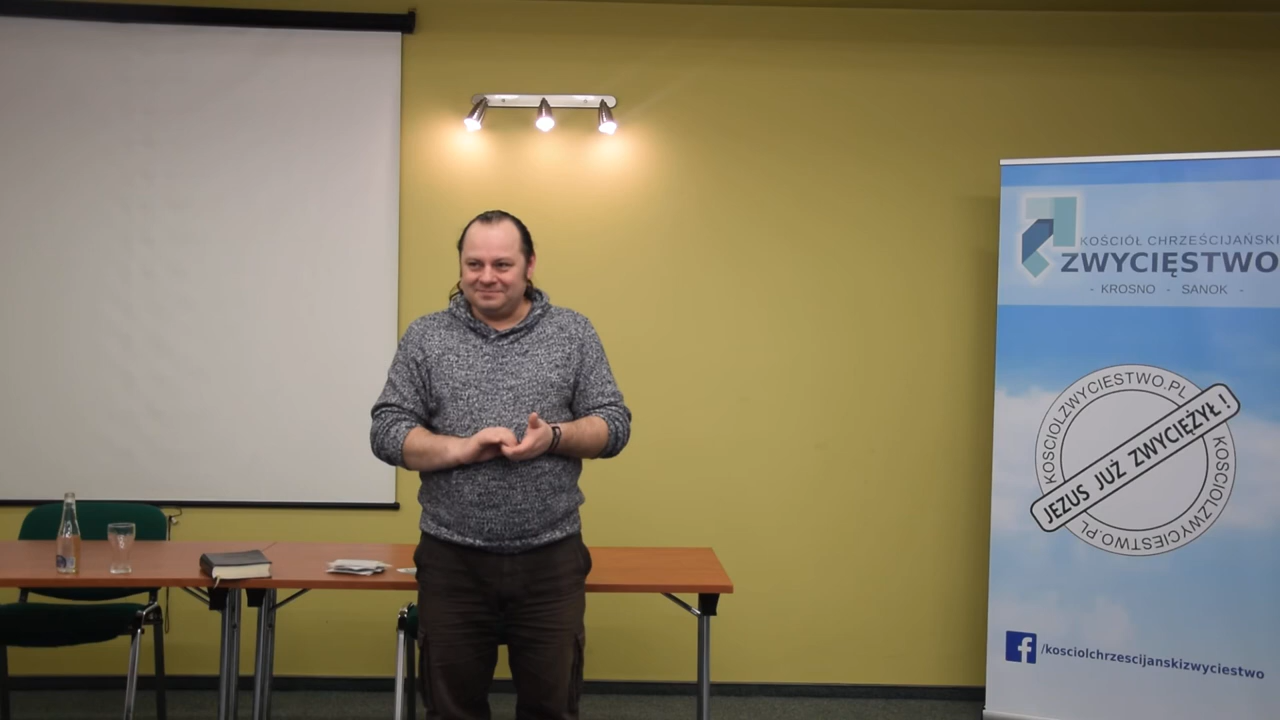 KOŚCIÓŁ CHRZEŚCIJAŃSKI
ZWYCIĘSTWO
- KROSNO - SANOK -
KOSCIOLZWYCIESTWO.PL
JEZUS JUŻ ZWYCIĘŻYŁ !
KOSCIOLZWYCIESTWO.PL
f /kosciolchrzescijanskizwyciestwo